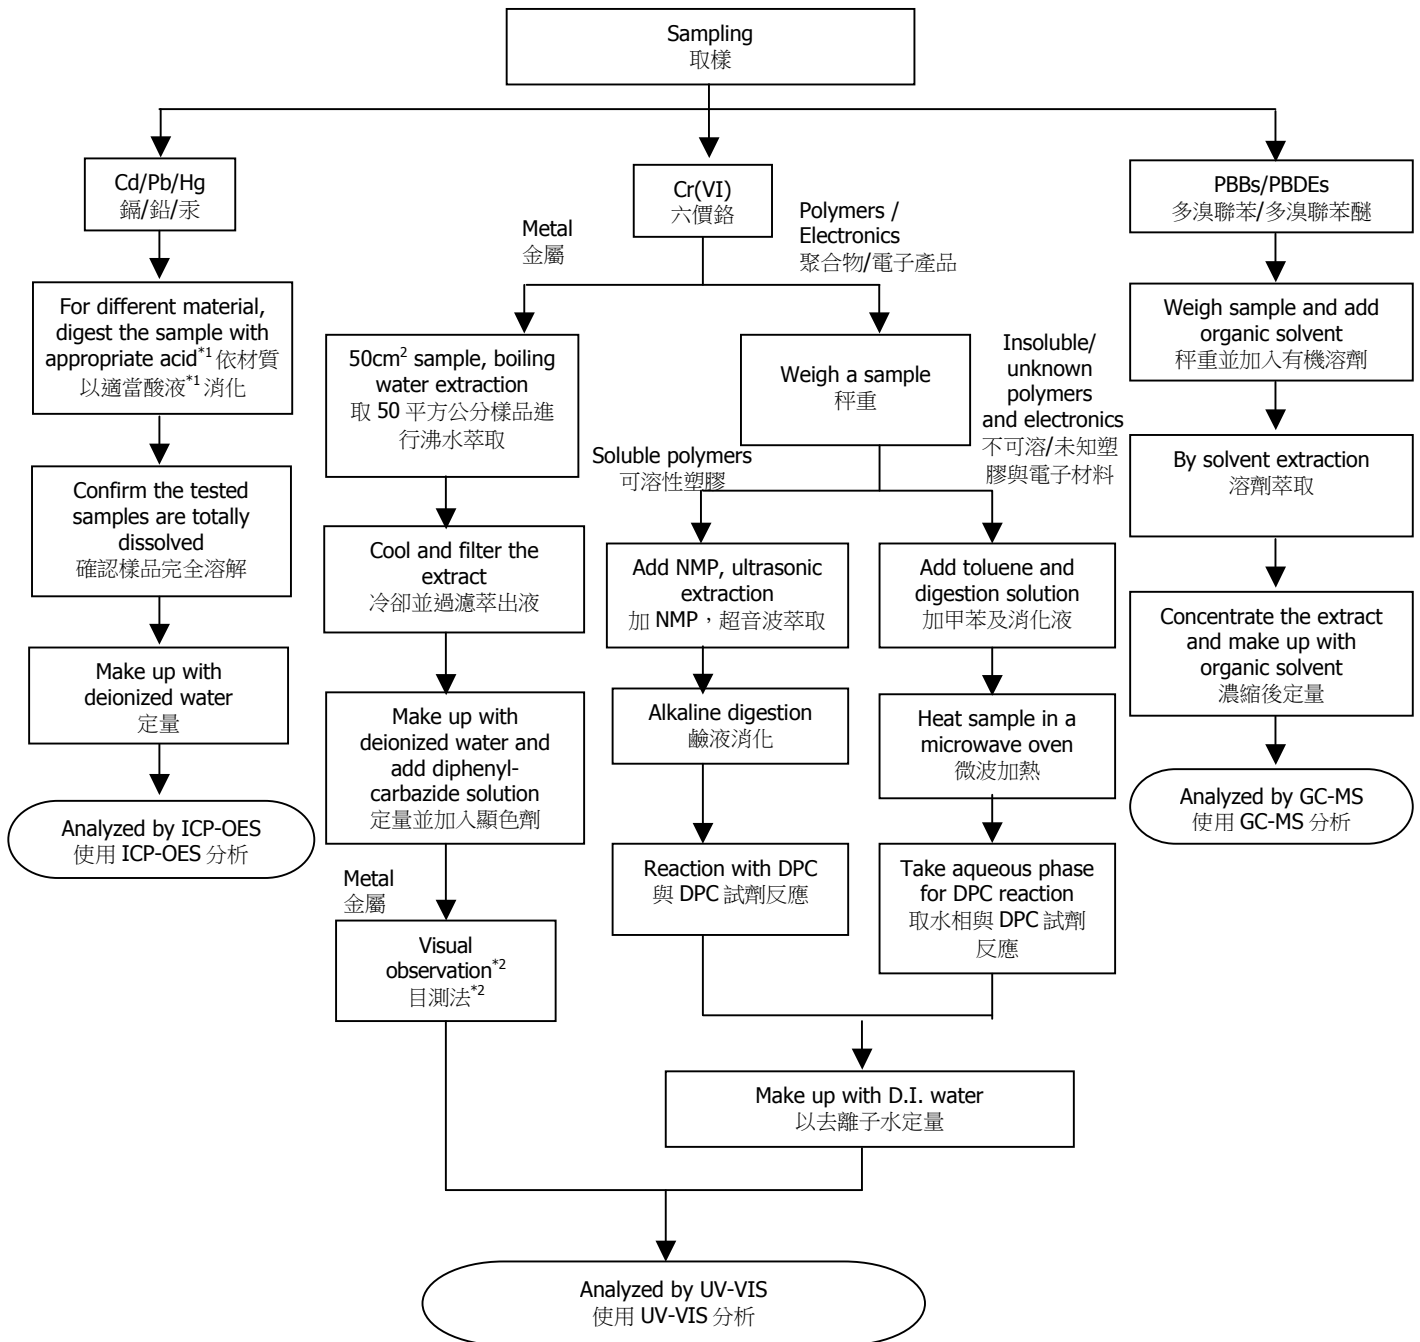 Sampling
取樣
Cd/Pb/Hg
鎘/鉛/汞
Cr(VI)
六價鉻
PBBs/PBDEs
多溴聯苯/多溴聯苯醚
Metal
金屬
Polymers /
Electronics
聚合物/電子產品
For different material,
digest the sample with
appropriate acid*1 依材質
以適當酸液*1 消化
50cm2 sample, boiling
water extraction
取 50 平方公分樣品進
行沸水萃取
Weigh a sample
秤重
Insoluble/
unknown
polymers
and electronics
不可溶/未知塑
膠與電子材料
Weigh sample and add
organic solvent
秤重並加入有機溶劑
Soluble polymers
可溶性塑膠
By solvent extraction
溶劑萃取
Confirm the tested
samples are totally
dissolved
確認樣品完全溶解
Cool and filter the
extract
冷卻並過濾萃出液
Add NMP, ultrasonic
extraction
加 NMP，超音波萃取
Add toluene and
digestion solution
加甲苯及消化液
Concentrate the extract
and make up with
organic solvent
濃縮後定量
Make up with
deionized water
定量
Make up with
deionized water and
add diphenyl-
carbazide solution
定量並加入顯色劑
Alkaline digestion
鹼液消化
Heat sample in a
microwave oven
微波加熱
Analyzed by GC-MS
使用 GC-MS 分析
Analyzed by ICP-OES
使用 ICP-OES 分析
Metal
金屬
Reaction with DPC
與 DPC 試劑反應
Take aqueous phase
for DPC reaction
取水相與 DPC 試劑
反應
Visual
observation*2
目測法*2
Make up with D.I. water
以去離子水定量
Analyzed by UV-VIS
使用 UV-VIS 分析